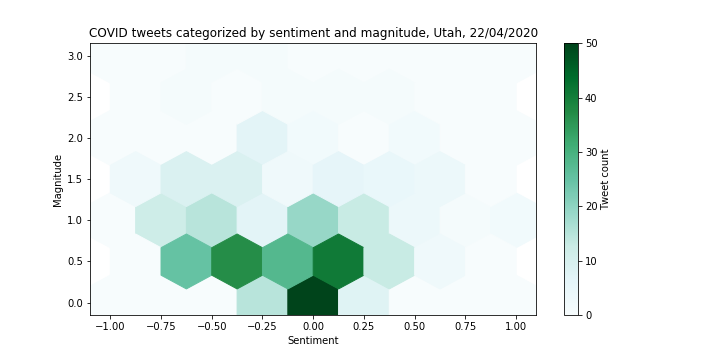 COVID tweets categorized by sentiment and magnitude, Utah, 22/04/2020
3.0
2.5
2.0
1.5
1.0
0.5
0.0
Magnitude
−1.00 −0.75 −0.50 −0.25 0.00 0.25 0.50 0.75 1.00
Sentiment
50
40
30
20
10
0
Tweet count